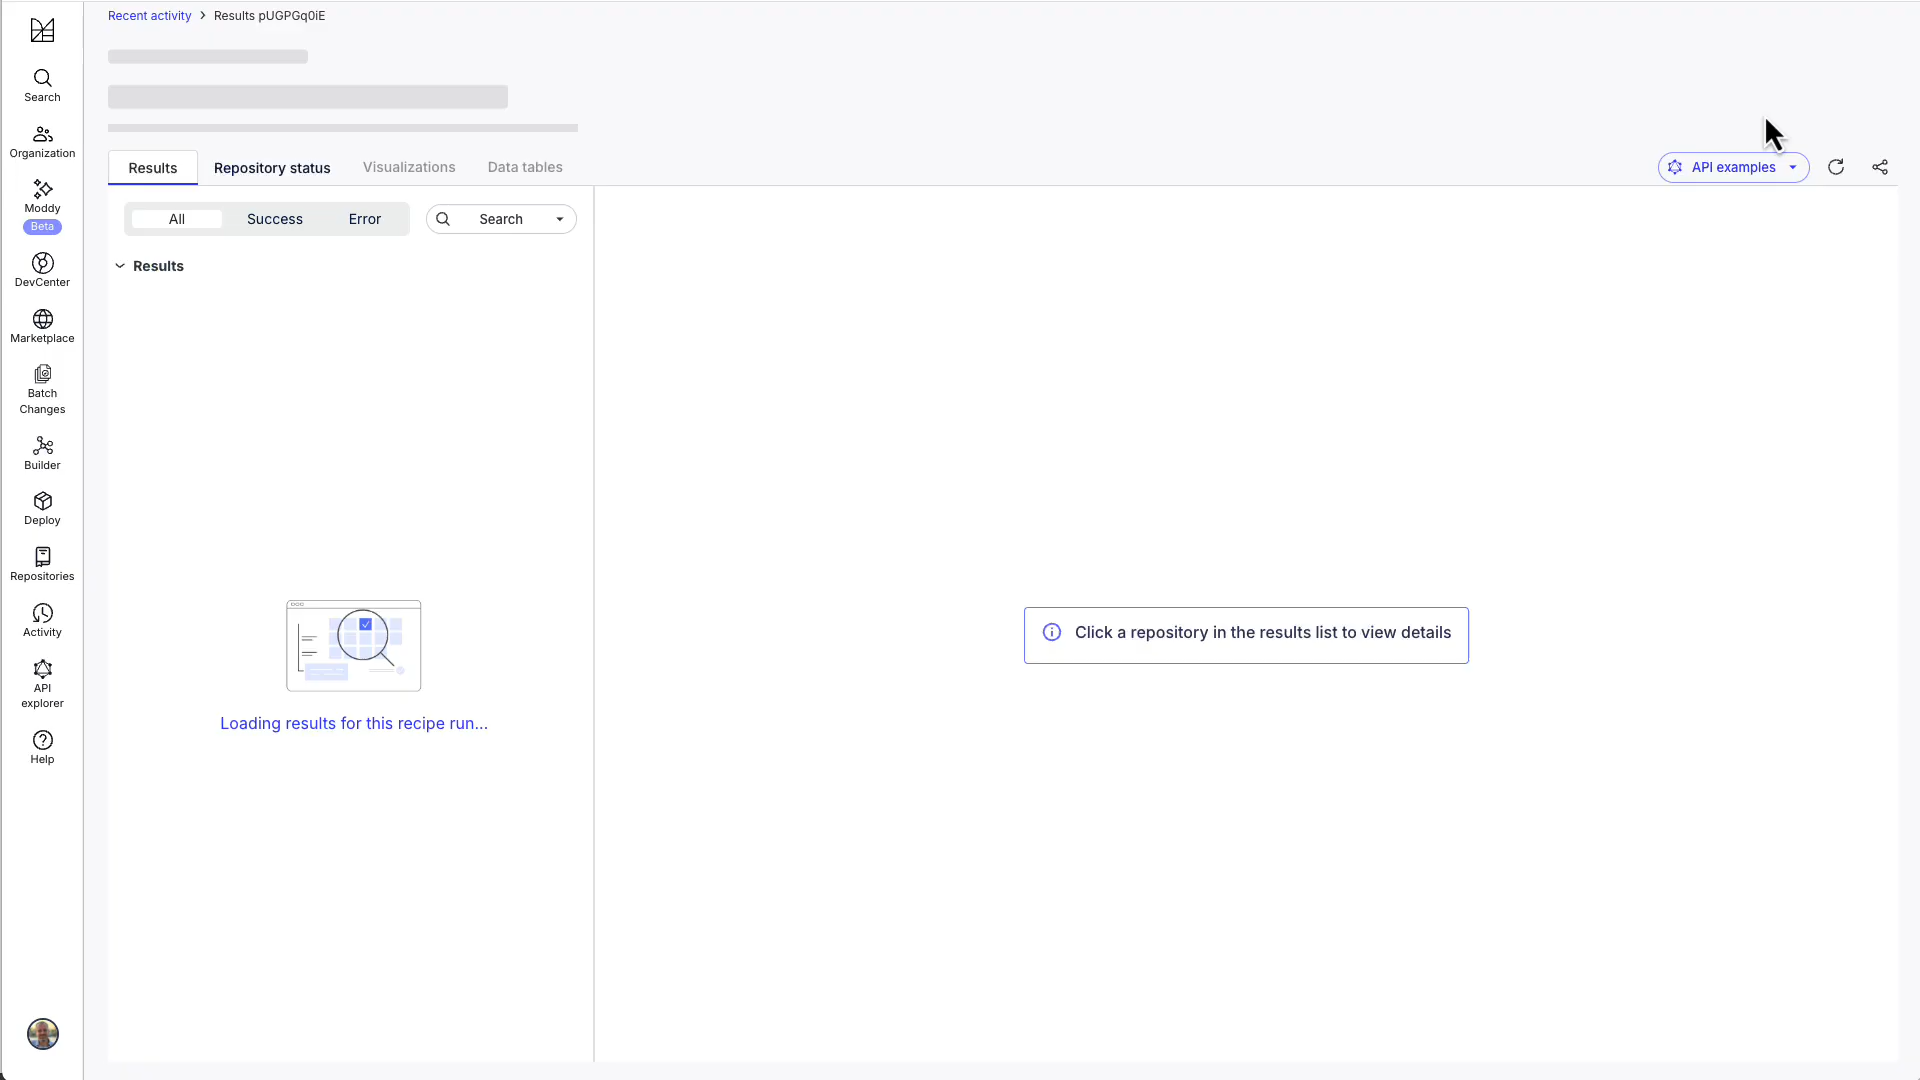 Recent activity > Results pUGPGq0iE
Search
Organization
Moddy
Beta
DevCenter
Marketplace
Batch
Changes
Builder
Deploy
Repositories
Activity
API
explorer
Help
Results
Repository status
Visualizations
Data tables
API examples
All
Success
Error
Search
Results
Loading results for this recipe run...
Click a repository in the results list to view details